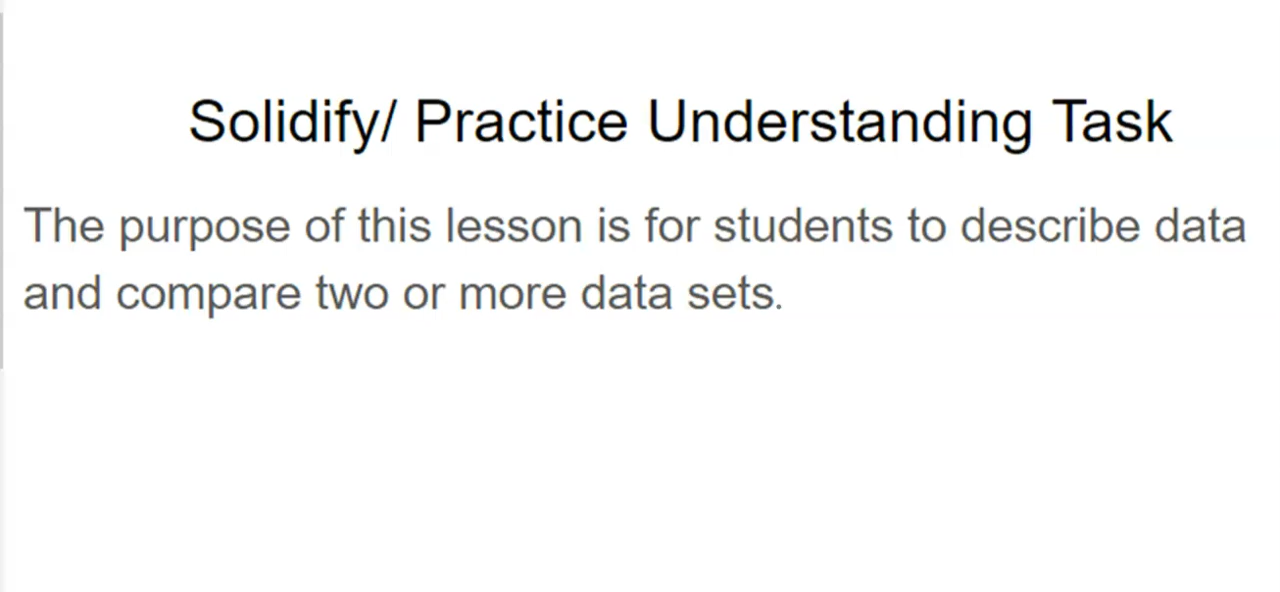 Solidify/ Practice Understanding Task
The purpose of this lesson is for students to describe data
and compare two or more data sets.